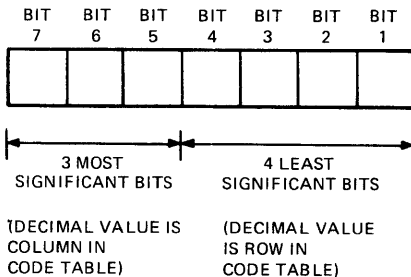 BIT BIT BIT BIT BIT BIT BIT
7 6 5 4 3 2 1
3 MOST
SIGNIFICANT BITS
4 LEAST
SIGNIFICANT BITS
(DECIMAL VALUE IS
COLUMN IN
CODE TABLE)
(DECIMAL VALUE
IS ROW IN
CODE TABLE)